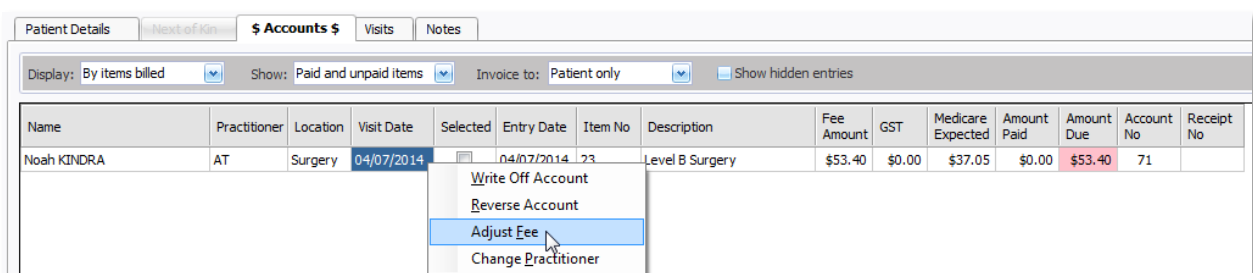 Patient Details Next of Kin $ Accounts $ Visits Notes
Display: By items billed Show: Paid and unpaid items Invoice to: Patient only Show hidden entries
Name Practitioner Location Visit Date Selected Entry Date Item No Description Fee Amount GST Medicare Expected Amount Paid Amount Due Account No Receipt No
Noah KINDRA AT Surgery 04/07/2014 04/07/2014 23 Level B Surgery $53.40 $0.00 $37.05 $0.00 $53.40 71
Write Off Account
Reverse Account
Adjust Fee
Change Practitioner